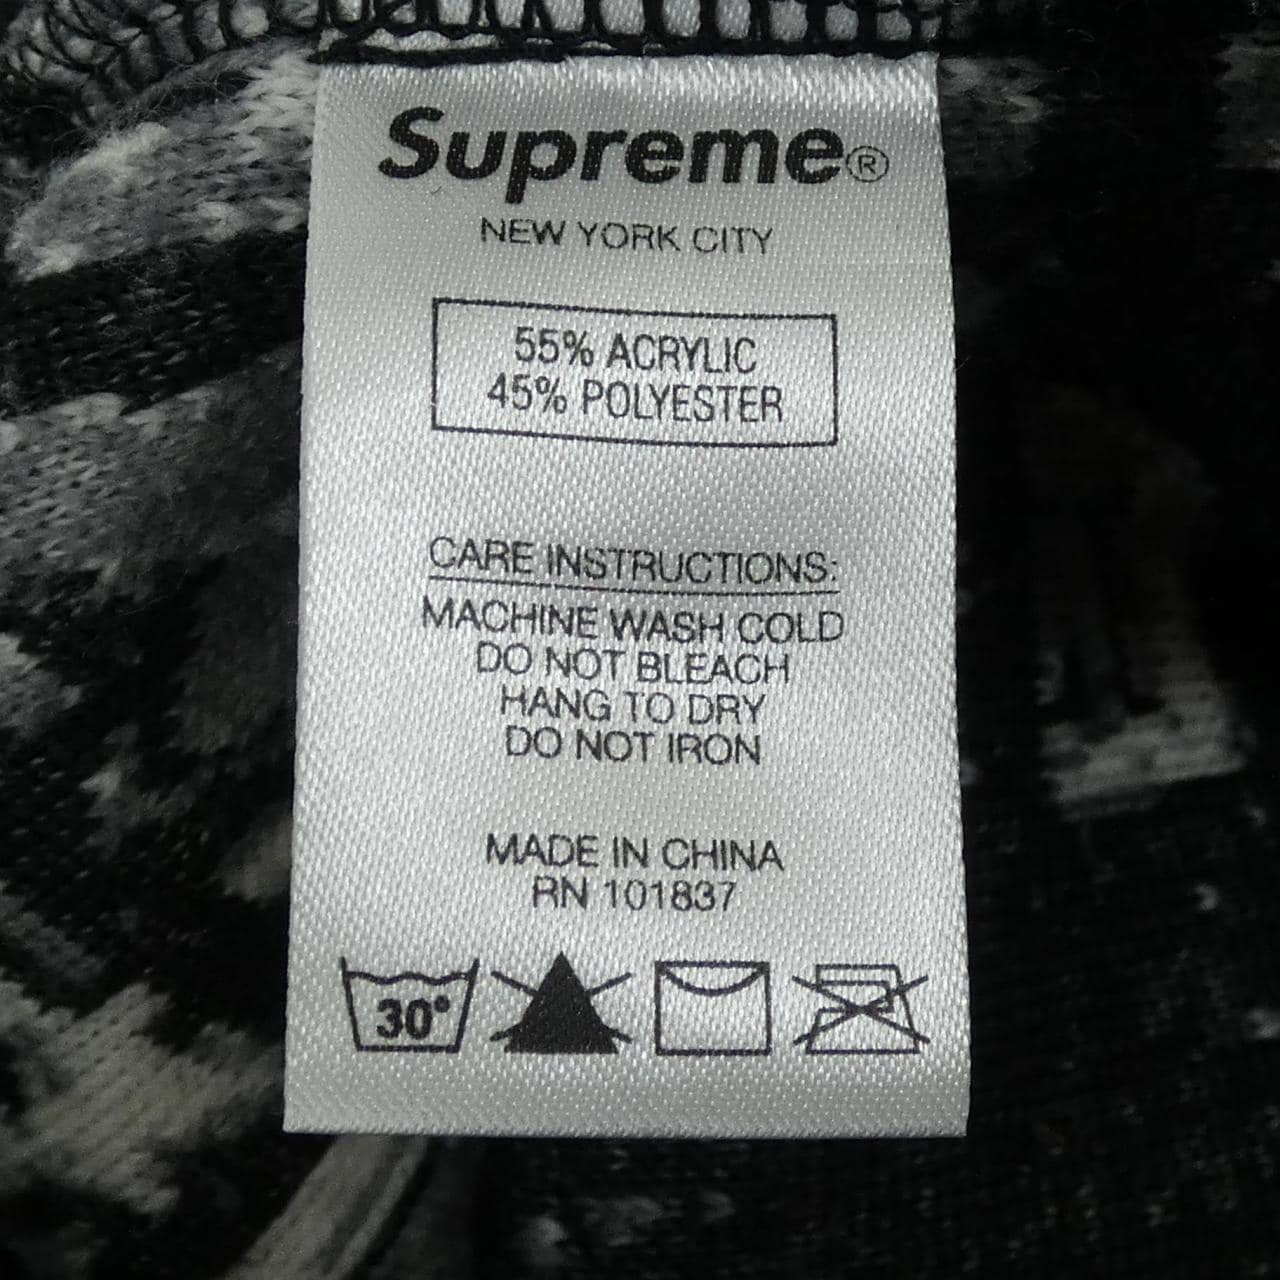 Supreme®
NEW YORK CITY
55% ACRYLIC
45% POLYESTER
CARE INSTRUCTIONS:
MACHINE WASH COLD
DO NOT BLEACH
HANG TO DRY
DO NOT IRON
MADE IN CHINA
RN 101837
30°